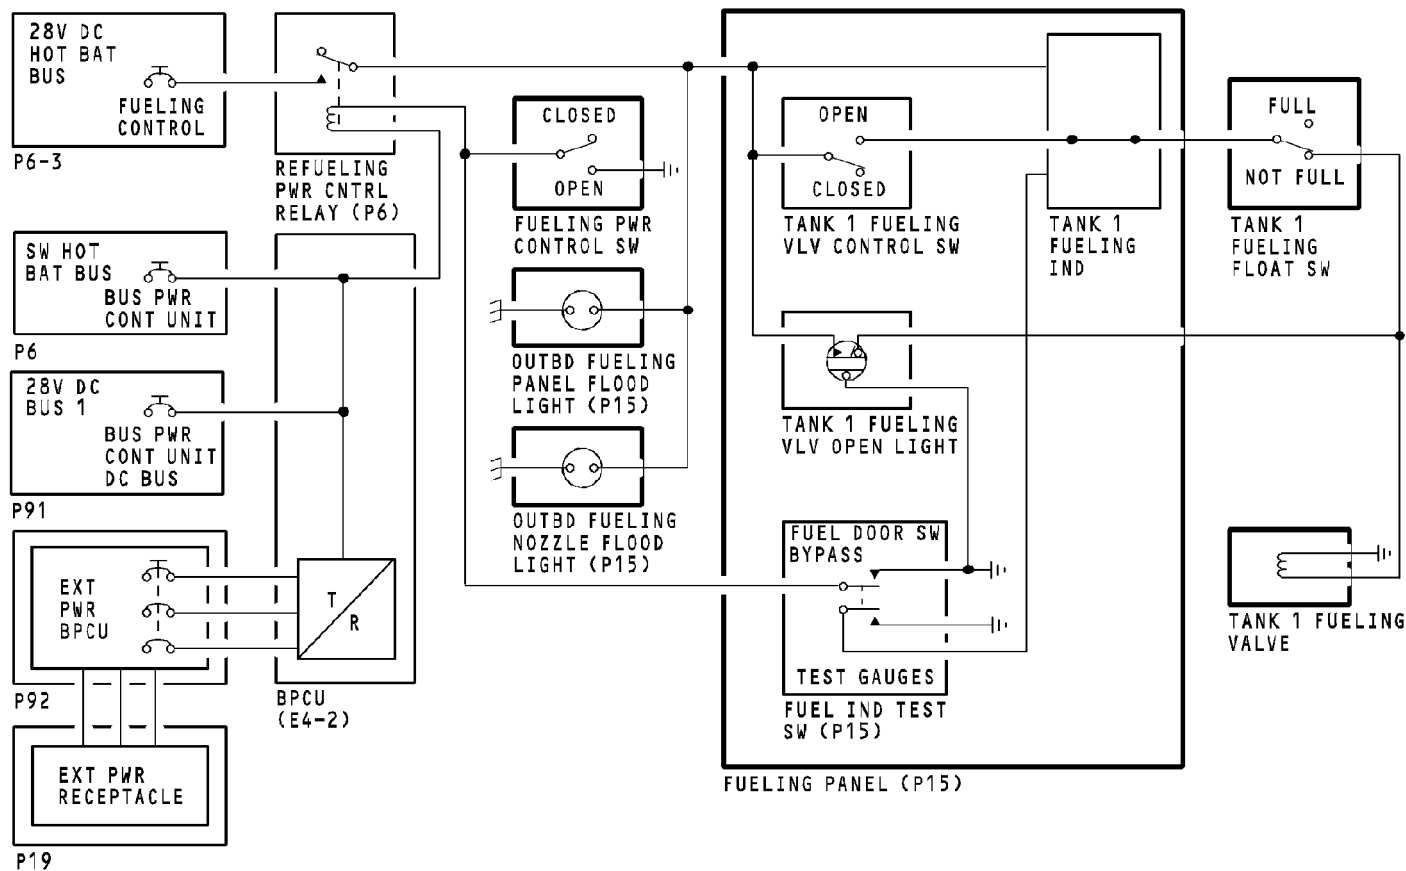 28V DC
HOT BAT
BUS
FUELING
CONTROL
P6-3
REFUELING
PWR CNTRL
RELAY (P6)
SW HOT
BAT BUS
BUS PWR
CONT UNIT
P6
28V DC
BUS 1
BUS PWR
CONT UNIT
DC BUS
P91
EXT
PWR
BPCU
P92
T
R
BPCU
(E4-2)
EXT PWR
RECEPTACLE
P19
CLOSED
OPEN
FUELING PWR
CONTROL SW
OUTBD FUELING
PANEL FLOOD
LIGHT (P15)
OUTBD FUELING
NOZZLE FLOOD
LIGHT (P15)
OPEN
CLOSED
TANK 1 FUELING
VLV CONTROL SW
TANK 1
FUELING
IND
TANK 1 FUELING
VLV OPEN LIGHT
FUEL DOOR SW
BYPASS
TEST GAUGES
FUEL IND TEST
SW (P15)
FUELING PANEL (P15)
FULL
NOT FULL
TANK 1
FUELING
FLOAT SW
TANK 1 FUELING
VALVE